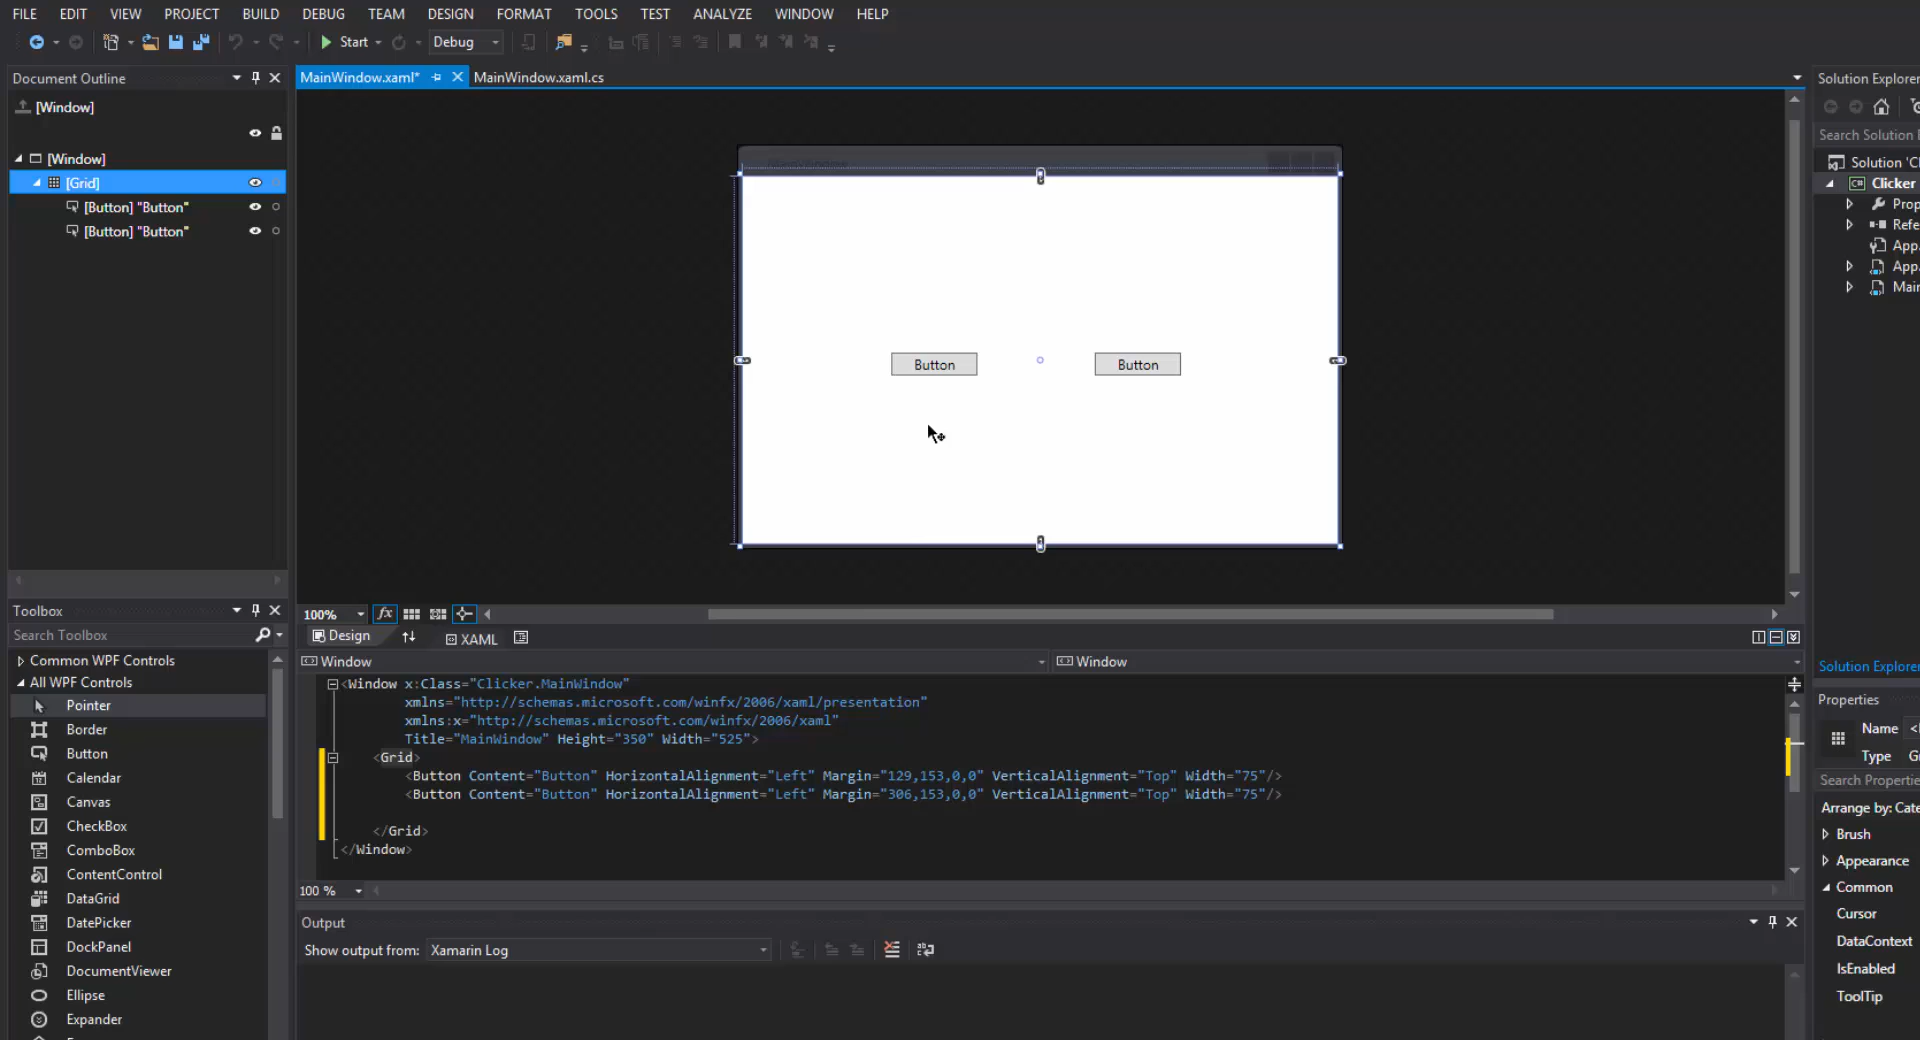 FILE EDIT VIEW PROJECT BUILD DEBUG TEAM DESIGN FORMAT TOOLS TEST ANALYZE WINDOW HELP
Start Debug
Document Outline
[Window]
[Window]
[Grid]
[Button] "Button"
[Button] "Button"
Toolbox
Search Toolbox
Common WPF Controls
All WPF Controls
Pointer
Border
Button
Calendar
Canvas
CheckBox
ComboBox
ContentControl
DataGrid
DatePicker
DockPanel
DocumentViewer
Ellipse
Expander
MainWindow.xaml* MainWindow.xaml.cs
Button Button
100% fx
Design XAML
Window Window
<Window x:Class="Clicker.MainWindow"
xmlns="http://schemas.microsoft.com/winfx/2006/xaml/presentation"
xmlns:x="http://schemas.microsoft.com/winfx/2006/xaml"
Title="MainWindow" Height="350" Width="525">
<Grid>
<Button Content="Button" HorizontalAlignment="Left" Margin="129,153,0,0" VerticalAlignment="Top" Width="75"/>
<Button Content="Button" HorizontalAlignment="Left" Margin="306,153,0,0" VerticalAlignment="Top" Width="75"/>
</Grid>
</Window>
100 %
Output
Show output from: Xamarin Log
Solution Explorer
Search Solution E
Solution 'Cl
Clicker
Prop
Refe
App.
App.
Mair
Solution Explorer
Properties
Name
Type
Search Properties
Arrange by: Cate
Brush
Appearance
Common
Cursor
DataContext
IsEnabled
ToolTip